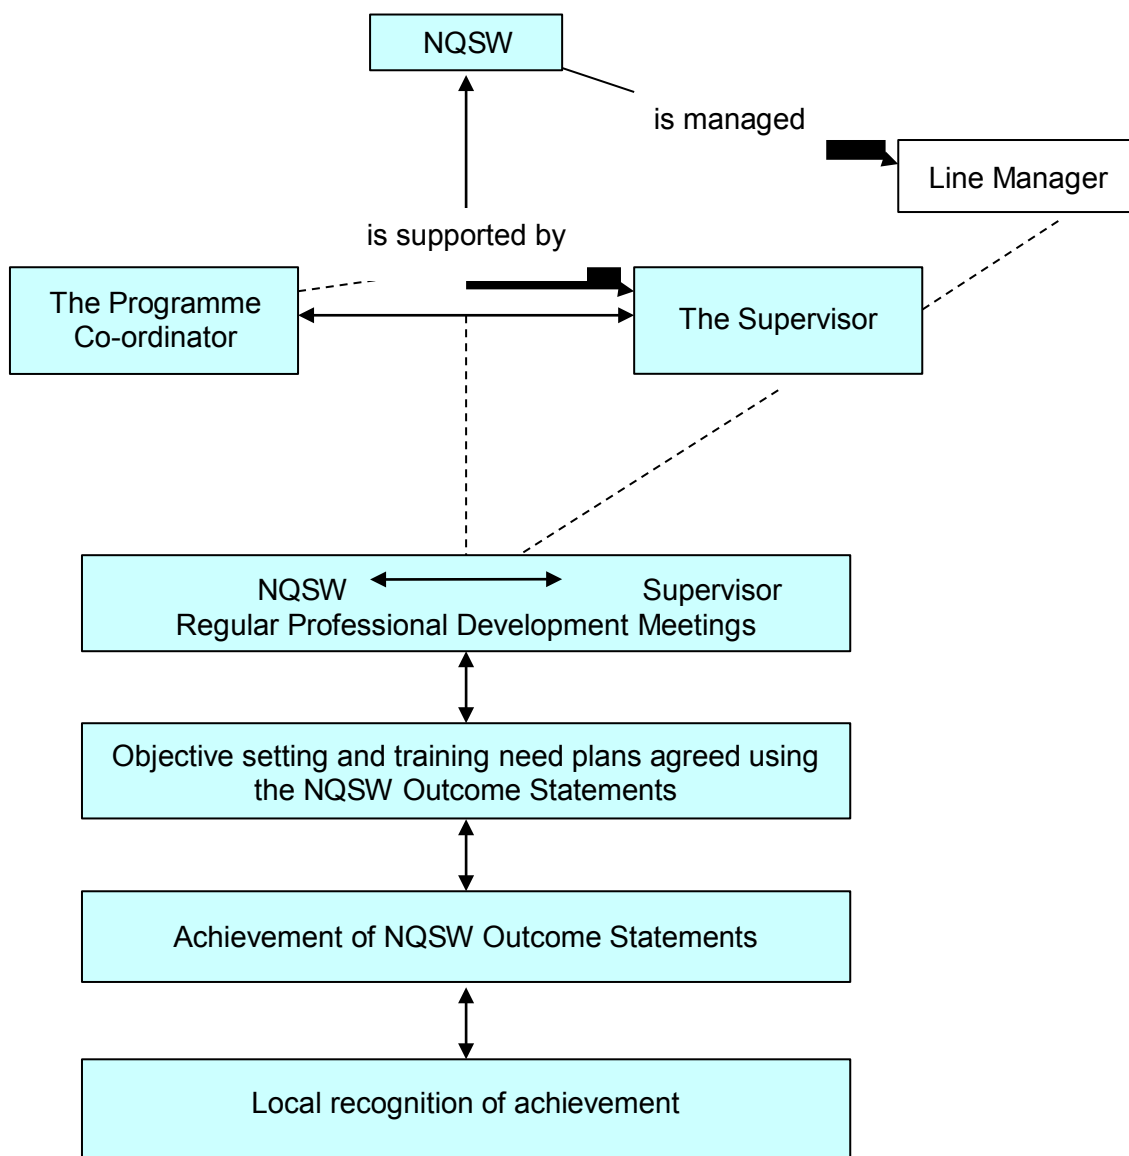 NQSW
is managed
Line Manager
is supported by
The Programme
Co-ordinator
The Supervisor
NQSW Supervisor
Regular Professional Development Meetings
Objective setting and training need plans agreed using
the NQSW Outcome Statements
Achievement of NQSW Outcome Statements
Local recognition of achievement